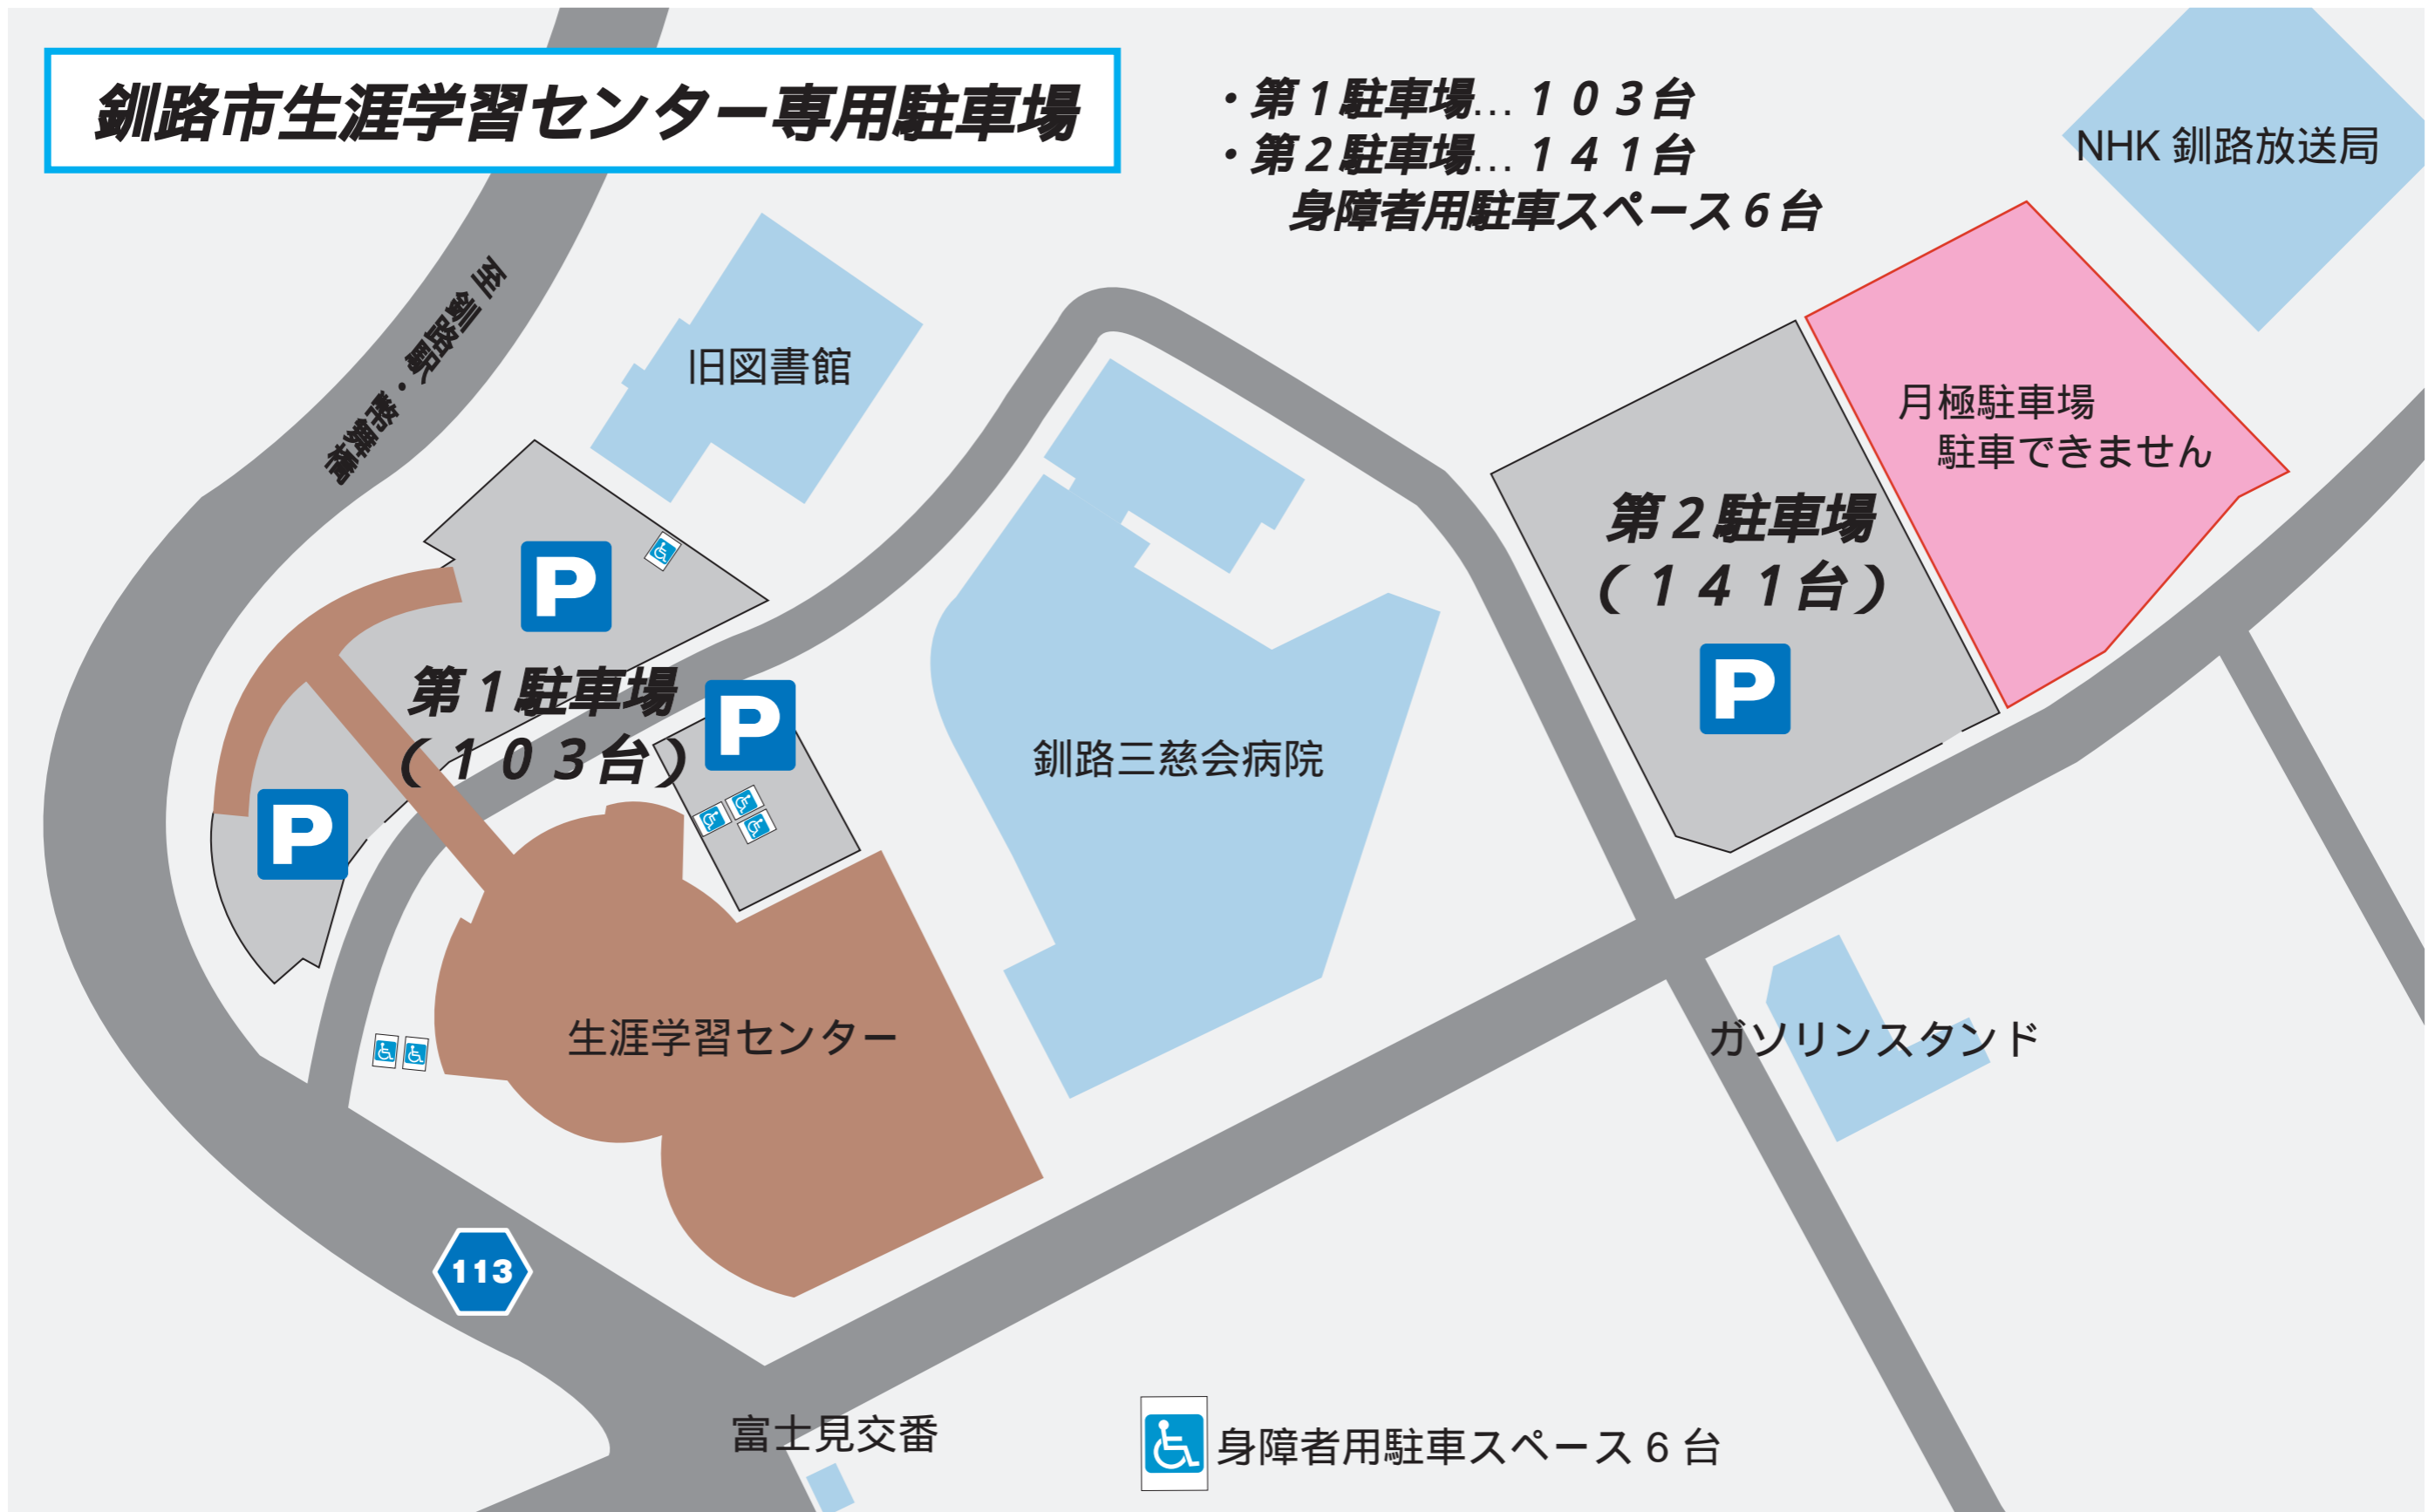 釧路市生涯学習センター専用駐車場
・第１駐車場…１０３台
・第２駐車場…１４１台
身障者用駐車スペース６台
NHK 釧路放送局
至釧路駅・幣舞橋
旧図書館
月極駐車場
駐車できません
第２駐車場
（１４１台）
P
P
第１駐車場
（１０３台）
P
P
釧路三慈会病院
生涯学習センター
ガソリンスタンド
113
富士見交番
身障者用駐車スペース 6 台